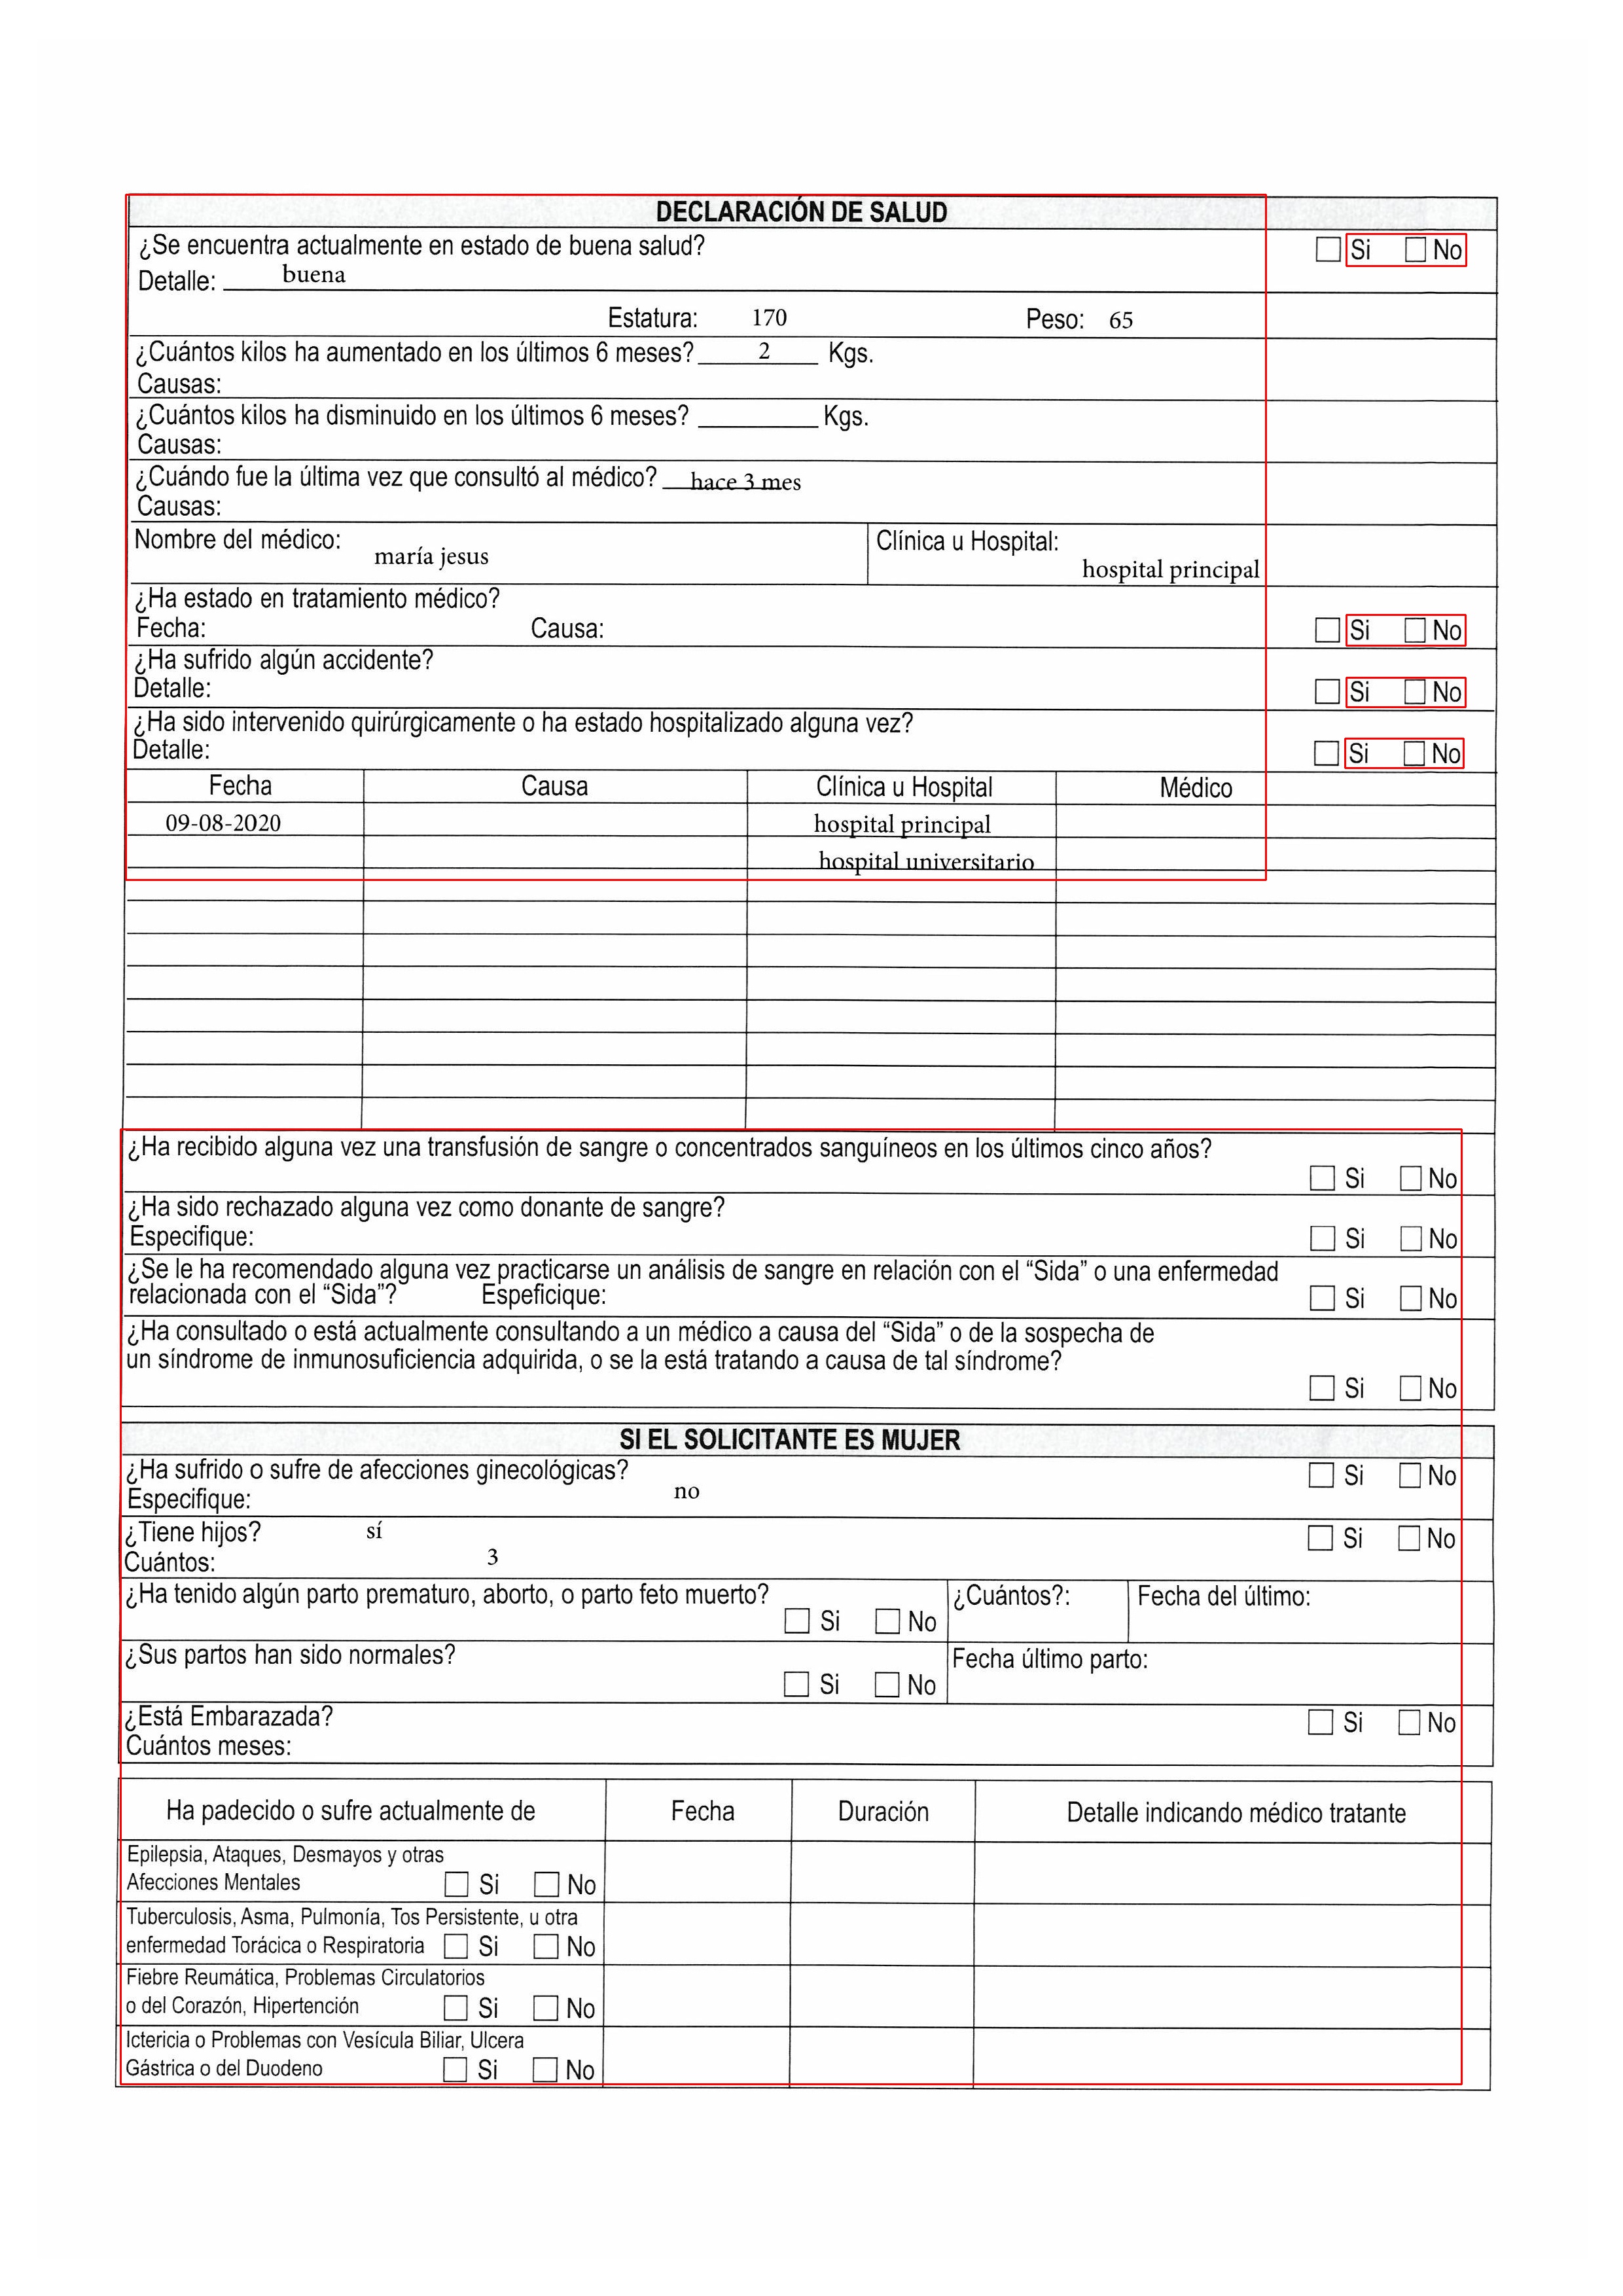 DECLARACIÓN DE SALUD
¿Se encuentra actualmente en estado de buena salud?
Si No
Detalle: buena
Estatura: 170 Peso: 65
¿Cuántos kilos ha aumentado en los últimos 6 meses? 2 Kgs.
Causas:
¿Cuántos kilos ha disminuido en los últimos 6 meses? Kgs.
Causas:
¿Cuándo fue la última vez que consultó al médico? hace 3 mes
Causas:
Nombre del médico: maría jesus Clínica u Hospital: hospital principal
¿Ha estado en tratamiento médico?
Fecha: Causa: Si No
¿Ha sufrido algún accidente?
Detalle: Si No
¿Ha sido intervenido quirúrgicamente o ha estado hospitalizado alguna vez?
Detalle: Si No
Fecha Causa Clínica u Hospital Médico
09-08-2020 hospital principal
hospital universitario
¿Ha recibido alguna vez una transfusión de sangre o concentrados sanguíneos en los últimos cinco años?
Si No
¿Ha sido rechazado alguna vez como donante de sangre?
Especifique: Si No
¿Se le ha recomendado alguna vez practicarse un análisis de sangre en relación con el “Sida” o una enfermedad
relacionada con el “Sida”? Espeficique: Si No
¿Ha consultado o está actualmente consultando a un médico a causa del “Sida” o de la sospecha de
un síndrome de inmunosuficiencia adquirida, o se la está tratando a causa de tal síndrome?
Si No
SI EL SOLICITANTE ES MUJER
¿Ha sufrido o sufre de afecciones ginecológicas? Si No
Especifique: no
¿Tiene hijos? sí Si No
Cuántos: 3
¿Ha tenido algún parto prematuro, aborto, o parto feto muerto? ¿Cuántos?: Fecha del último:
Si No
¿Sus partos han sido normales? Fecha último parto:
Si No
¿Está Embarazada? Si No
Cuántos meses:
Ha padecido o sufre actualmente de Fecha Duración Detalle indicando médico tratante
Epilepsia, Ataques, Desmayos y otras
Afecciones Mentales Si No
Tuberculosis, Asma, Pulmonía, Tos Persistente, u otra
enfermedad Torácica o Respiratoria Si No
Fiebre Reumática, Problemas Circulatorios
o del Corazón, Hipertención Si No
Ictericia o Problemas con Vesícula Biliar, Ulcera
Gástrica o del Duodeno Si No